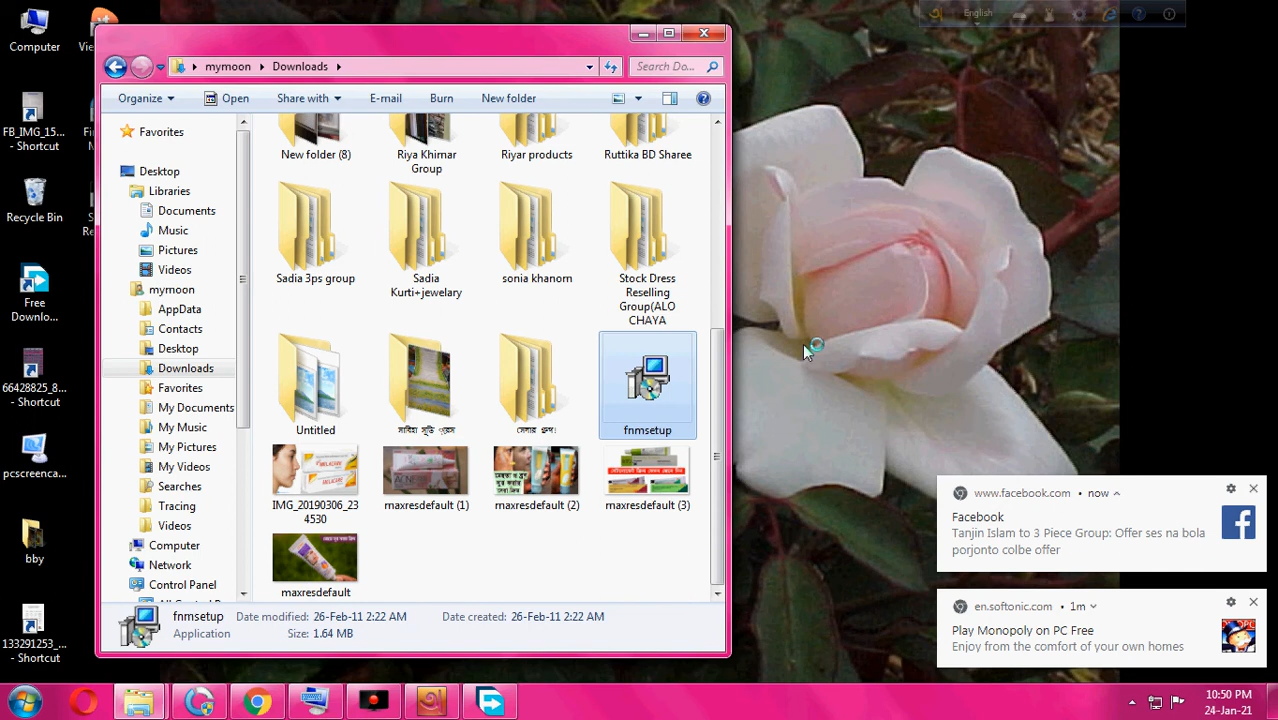 Computer
Vie
FB_IMG_15...
- Shortcut
Recycle Bin
Free
Downlo...
66428825_8...
- Shortcut
pcscreenca...
bby
133291253_...
- Shortcut
mymoon
Downloads
Search Do...
Organize
Open
Share with
E-mail
Burn
New folder
Favorites
Desktop
Libraries
Documents
Music
Pictures
Videos
mymoon
AppData
Contacts
Desktop
Downloads
Favorites
My Documents
My Music
My Pictures
My Videos
Searches
Tracing
Videos
Computer
Network
Control Panel
New folder (8)
Riya Khimar
Group
Riyar products
Ruttika BD Sharee
Sadia 3ps group
Sadia
Kurti+jewelary
sonia khanorn
Stock Dress
Reselling
Group(ALO
CHAYA
Untitled
fnmsetup
IMG_20190306_23
4530
maxresdefault (1)
maxresdefault (2)
maxresdefault (3)
maxresdefault
fnmsetup
Date modified: 26-Feb-11 2:22 AM
Date created: 26-Feb-11 2:22 AM
Application
Size: 1.64 MB
English
www.facebook.com • now
Facebook
Tanjin Islam to 3 Piece Group: Offer ses na bola
porjonto colbe offer
en.softonic.com • 1m
Play Monopoly on PC Free
Enjoy from the comfort of your own homes
10:50 PM
24-Jan-21